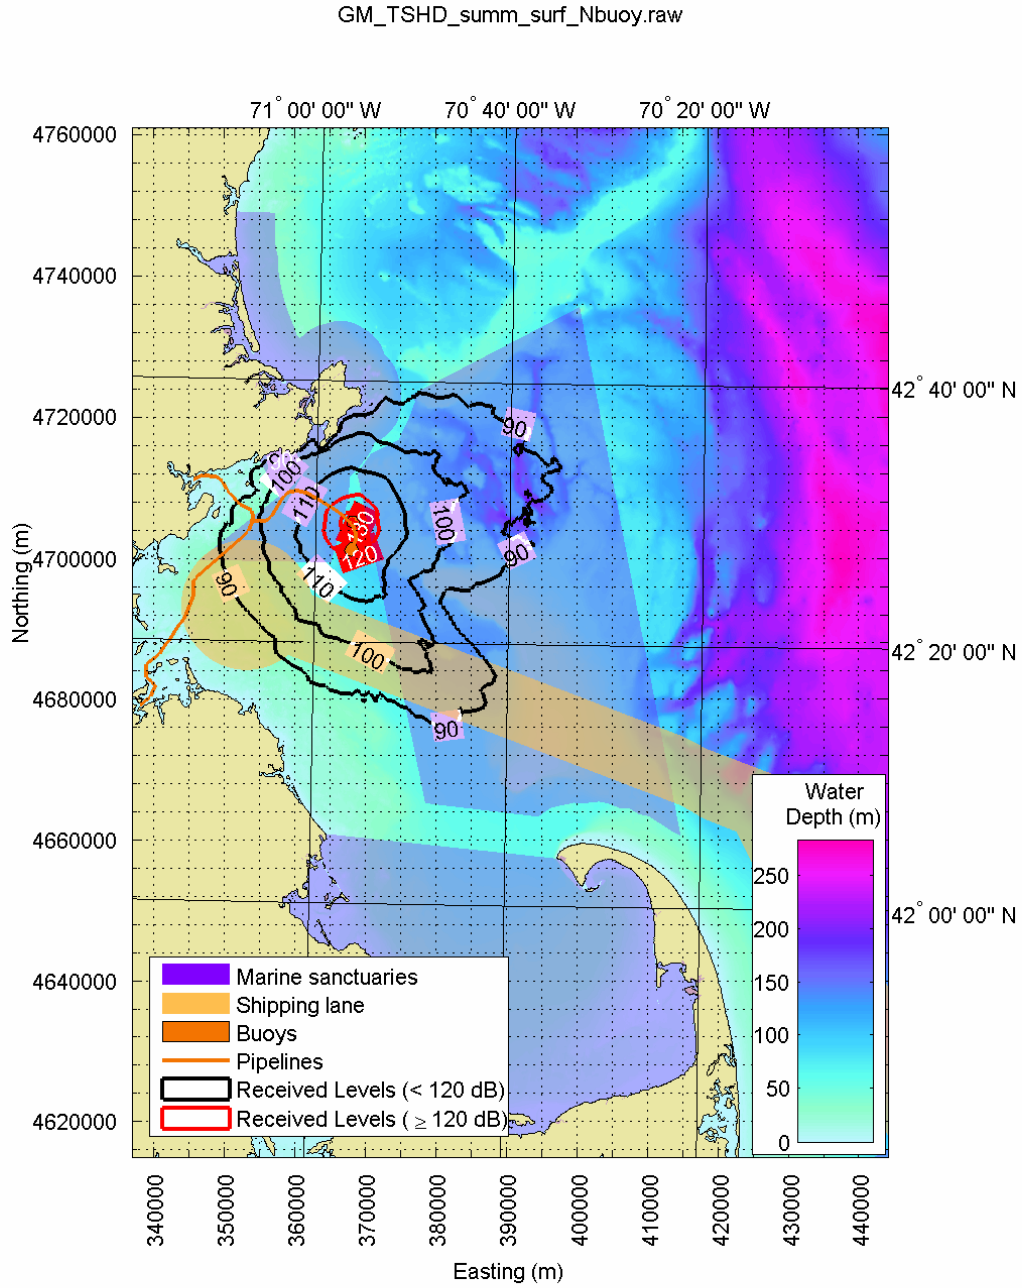 GM_TSHD_summ_surf_Nbuoy.raw
71° 00' 00" W 70° 40' 00" W 70° 20' 00" W
4760000
4740000
4720000
4700000
4680000
4660000
4640000
4620000
Northing (m)
42° 40' 00" N
42° 20' 00" N
42° 00' 00" N
90
90
100
110
100
130
120
90
90
110
100
90
Water
Depth (m)
250
200
150
100
50
0
Marine sanctuaries
Shipping lane
Buoys
Pipelines
Received Levels (< 120 dB)
Received Levels ( ≥ 120 dB)
340000 350000 360000 370000 380000 390000 400000 410000 420000 430000 440000
Easting (m)